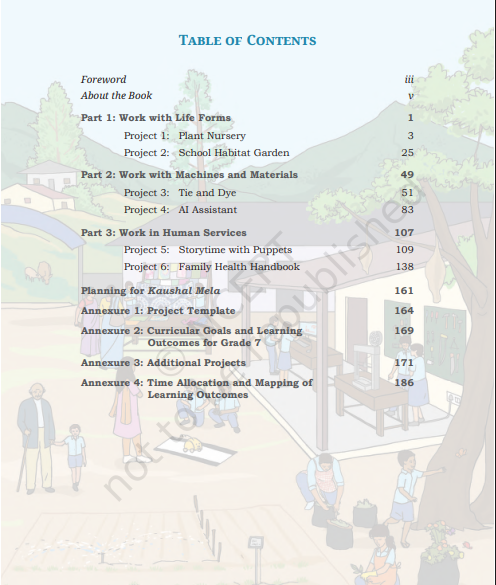 TABLE OF CONTENTS
Foreword iii
About the Book v
Part 1: Work with Life Forms 1
Project 1: Plant Nursery 3
Project 2: School Habitat Garden 25
Part 2: Work with Machines and Materials 49
Project 3: Tie and Dye 51
Project 4: AI Assistant 83
Part 3: Work in Human Services 107
Project 5: Storytime with Puppets 109
Project 6: Family Health Handbook 138
Planning for Kaushal Mela 161
Annexure 1: Project Template 164
Annexure 2: Curricular Goals and Learning
Outcomes for Grade 7 169
Annexure 3: Additional Projects 171
Annexure 4: Time Allocation and Mapping of 186
Learning Outcomes